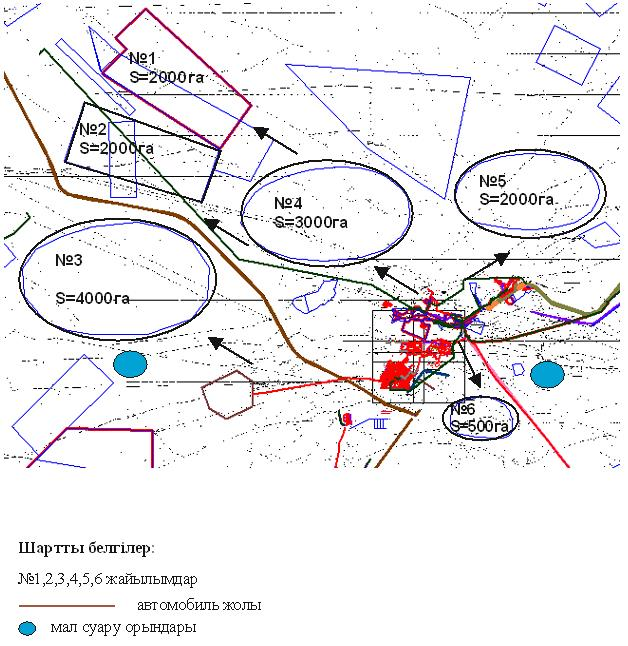 №1
S=2000га
№2
S=2000га
№4
S=3000га
№5
S=2000га
№3
S=4000га
№6
S=500га
Шартты белгілер:
№1,2,3,4,5,6 жайылымдар
автомобиль жолы
мал суару орындары